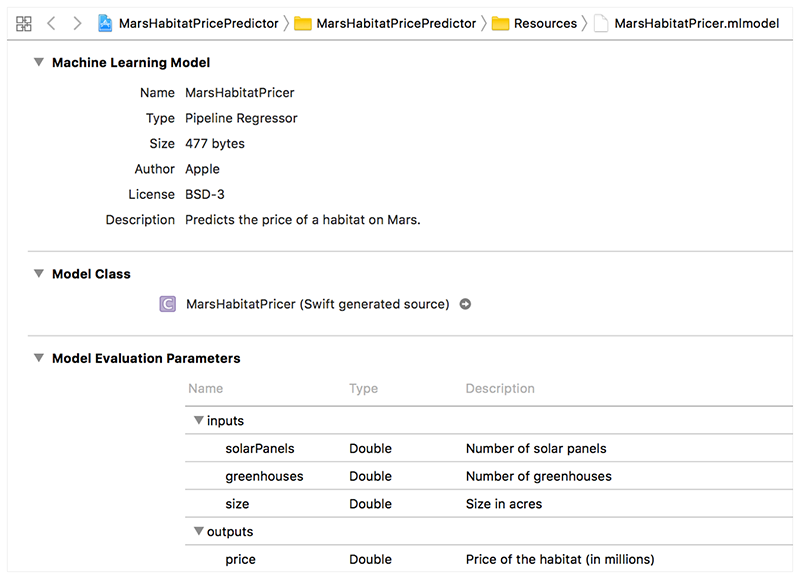 MarsHabitatPricePredictor MarsHabitatPricePredictor Resources MarsHabitatPricer.mlmodel
Machine Learning Model
Name MarsHabitatPricer
Type Pipeline Regressor
Size 477 bytes
Author Apple
License BSD-3
Description Predicts the price of a habitat on Mars.
Model Class
C MarsHabitatPricer (Swift generated source)
Model Evaluation Parameters
Name Type Description
inputs
solarPanels Double Number of solar panels
greenhouses Double Number of greenhouses
size Double Size in acres
outputs
price Double Price of the habitat (in millions)